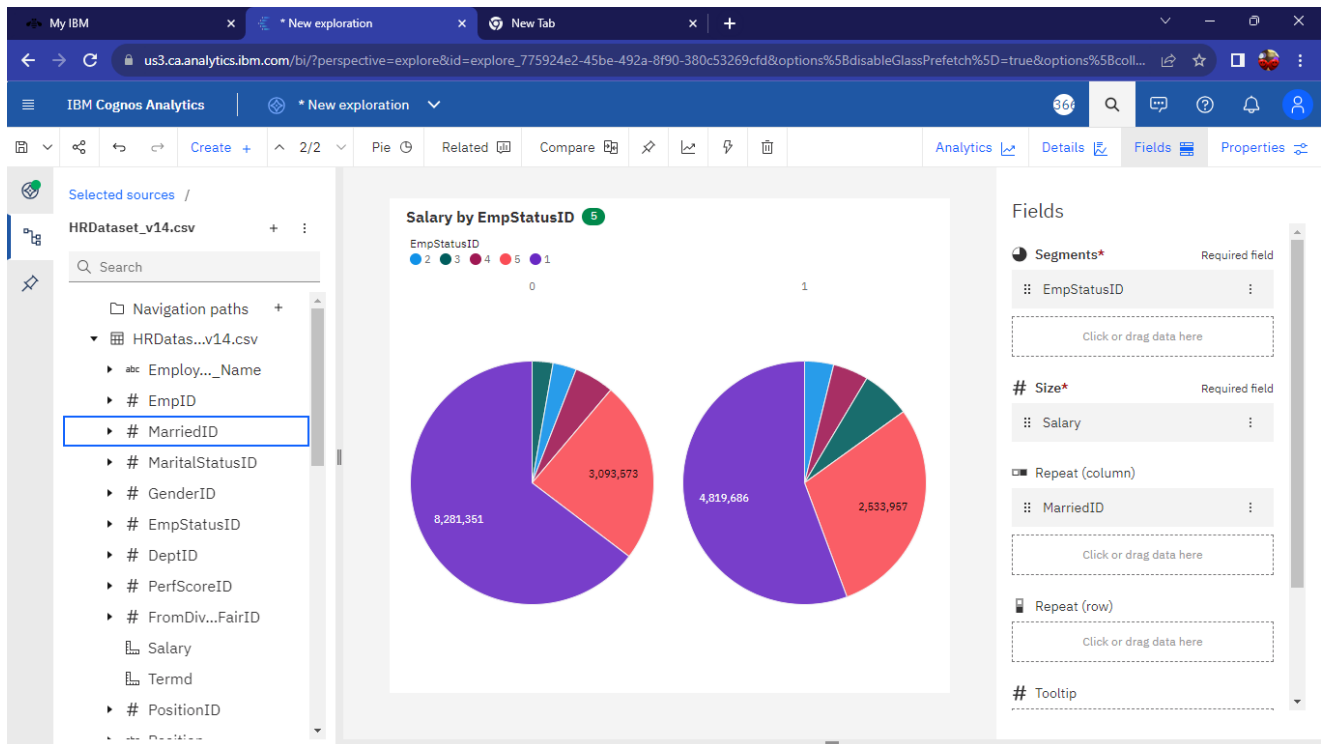 My IBM
* New exploration
New Tab
us3.ca.analytics.ibm.com/bi/?perspective=explore&id=explore_775924e2-45be-492a-8f90-380c53269cfd&options%5BdisableGlassPrefetch%5D=true&options%5Bcoll...
IBM Cognos Analytics
* New exploration
366
Create +
2/2
Pie
Related
Compare
Analytics
Details
Fields
Properties
Selected sources /
HRDataset_v14.csv
Search
Navigation paths +
HRDatas...v14.csv
abc Employ..._Name
# EmpID
# MarriedID
# MaritalStatusID
# GenderID
# EmpStatusID
# DeptID
# PerfScoreID
# FromDiv...FairID
Salary
Termd
# PositionID
Salary by EmpStatusID 5
EmpStatusID
2 3 4 5 1
0 1
8,281,351
3,093,573
4,819,686
2,533,957
Fields
Segments* Required field
EmpStatusID
Click or drag data here
# Size* Required field
Salary
Repeat (column)
MarriedID
Click or drag data here
Repeat (row)
Click or drag data here
# Tooltip